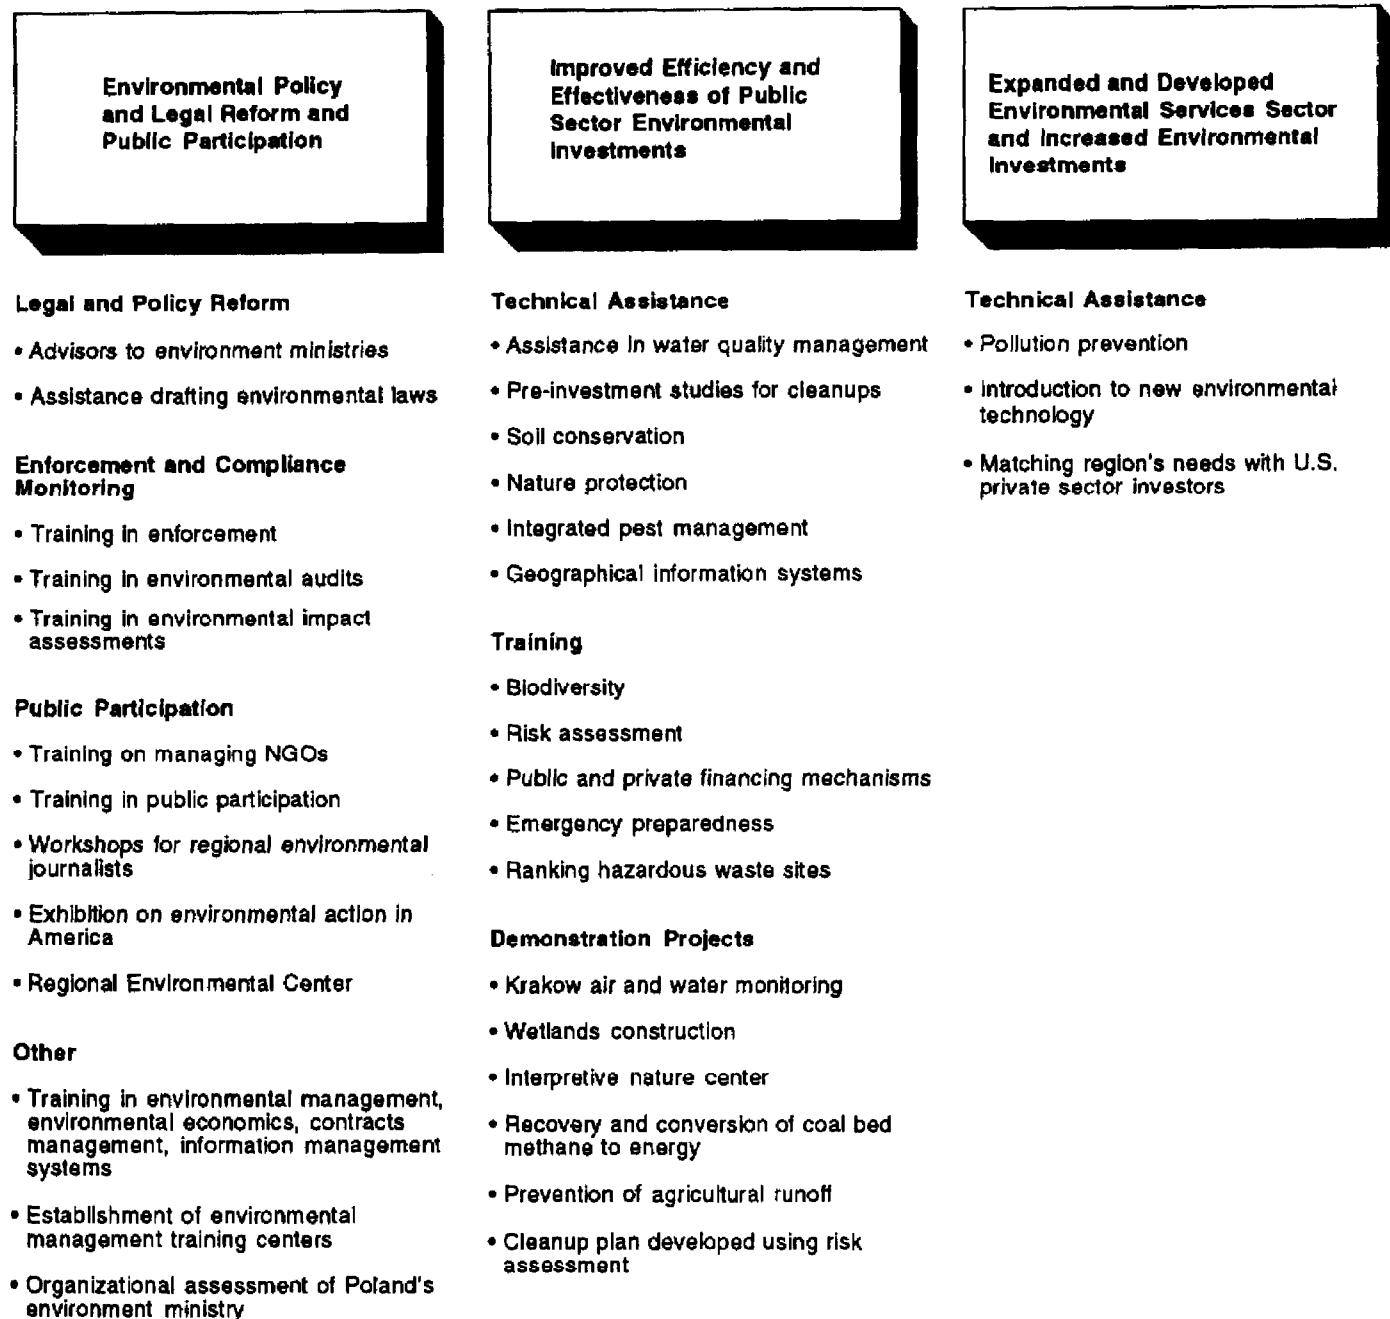 Environmental Policy
and Legal Reform and
Public Participation
Improved Efficiency and
Effectiveness of Public
Sector Environmental
Investments
Expanded and Developed
Environmental Services Sector
and Increased Environmental
Investments
Legal and Policy Reform
• Advisors to environment ministries
• Assistance drafting environmental laws
Enforcement and Compliance
Monitoring
• Training in enforcement
• Training in environmental audits
• Training in environmental impact
assessments
Public Participation
• Training on managing NGOs
• Training in public participation
• Workshops for regional environmental
journalists
• Exhibition on environmental action in
America
• Regional Environmental Center
Other
• Training in environmental management,
environmental economics, contracts
management, information management
systems
• Establishment of environmental
management training centers
• Organizational assessment of Poland's
environment ministry
Technical Assistance
• Assistance in water quality management
• Pre-investment studies for cleanups
• Soil conservation
• Nature protection
• Integrated pest management
• Geographical information systems
Training
• Biodiversity
• Risk assessment
• Public and private financing mechanisms
• Emergency preparedness
• Ranking hazardous waste sites
Demonstration Projects
• Krakow air and water monitoring
• Wetlands construction
• Interpretive nature center
• Recovery and conversion of coal bed
methane to energy
• Prevention of agricultural runoff
• Cleanup plan developed using risk
assessment
Technical Assistance
• Pollution prevention
• Introduction to new environmental
technology
• Matching region's needs with U.S.
private sector investors